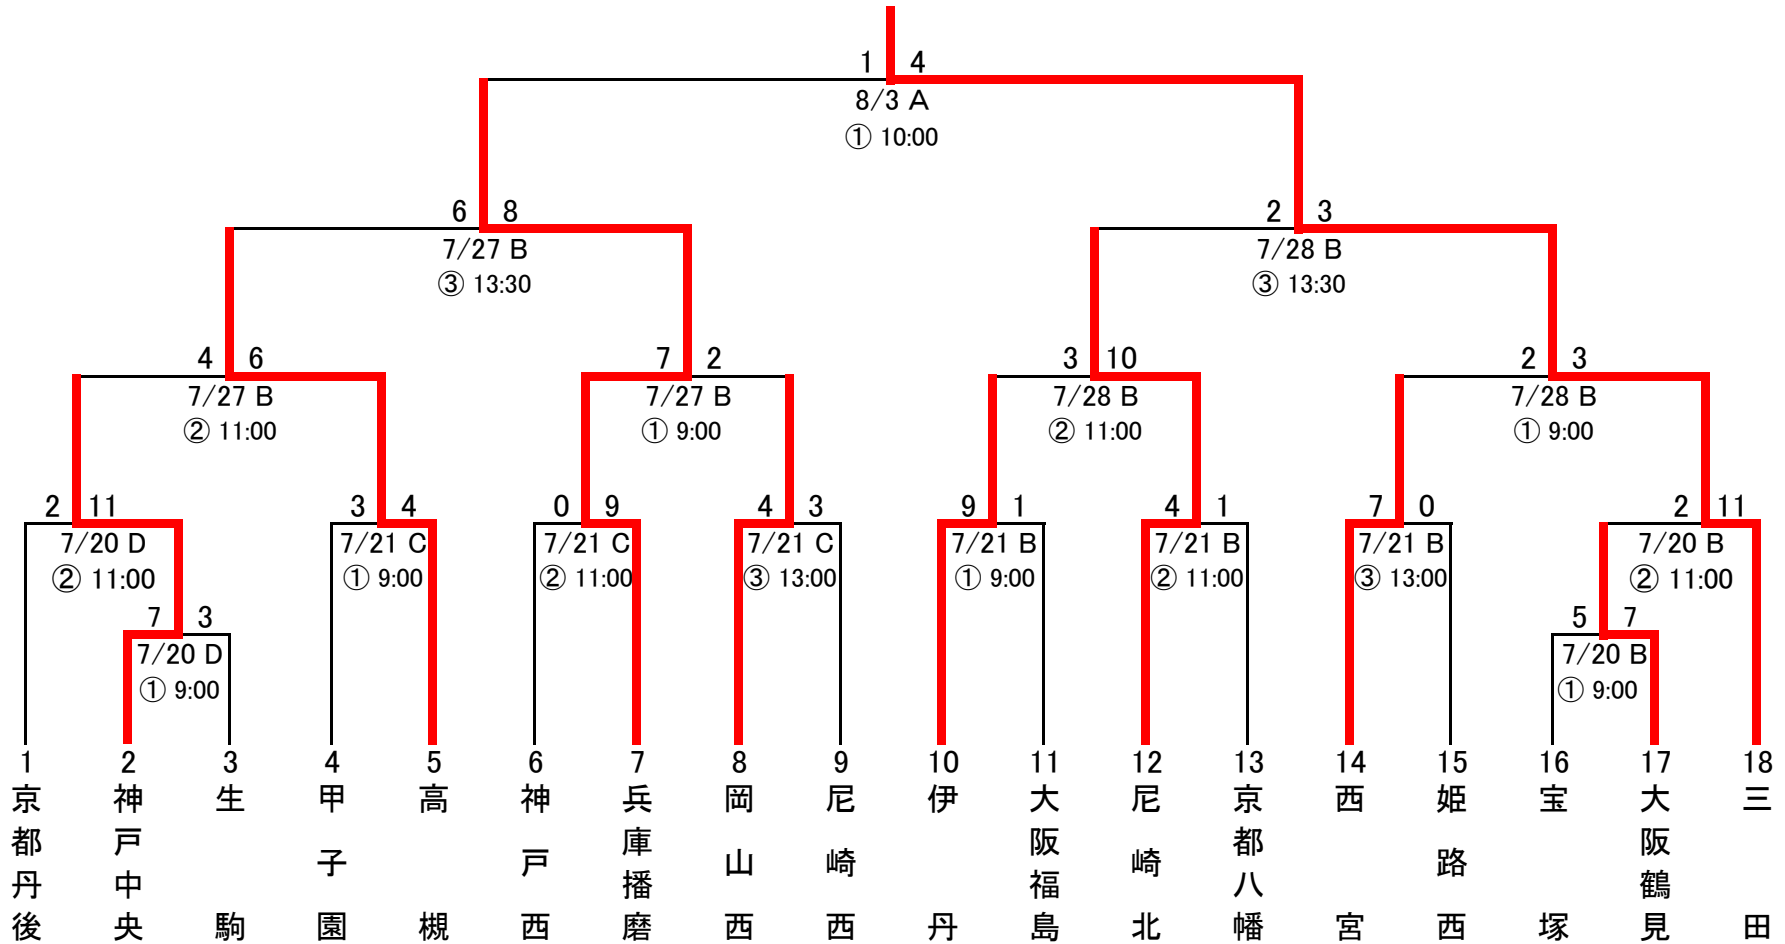 1 4
8/3 A
① 10:00
6 8
7/27 B
③ 13:30
2 3
7/28 B
③ 13:30
4 6
7/27 B
② 11:00
7 2
7/27 B
① 9:00
3 10
7/28 B
② 11:00
2 3
7/28 B
① 9:00
2 11
7/20 D
② 11:00
3 4
7/21 C
① 9:00
0 9
7/21 C
② 11:00
4 3
7/21 C
③ 13:00
9 1
7/21 B
① 9:00
4 1
7/21 B
② 11:00
7 0
7/21 B
③ 13:00
2 11
7/20 B
② 11:00
7 3
7/20 D
① 9:00
5 7
7/20 B
① 9:00
1
京都丹後
2
神戸中央
3
生駒
4
甲子園
5
高槻
6
神戸西
7
兵庫播磨
8
岡山西
9
尼崎西
10
伊丹
11
大阪福島
12
尼崎北
13
京都八幡
14
西宮
15
姫路西
16
宝塚
17
大阪鶴見
18
三田